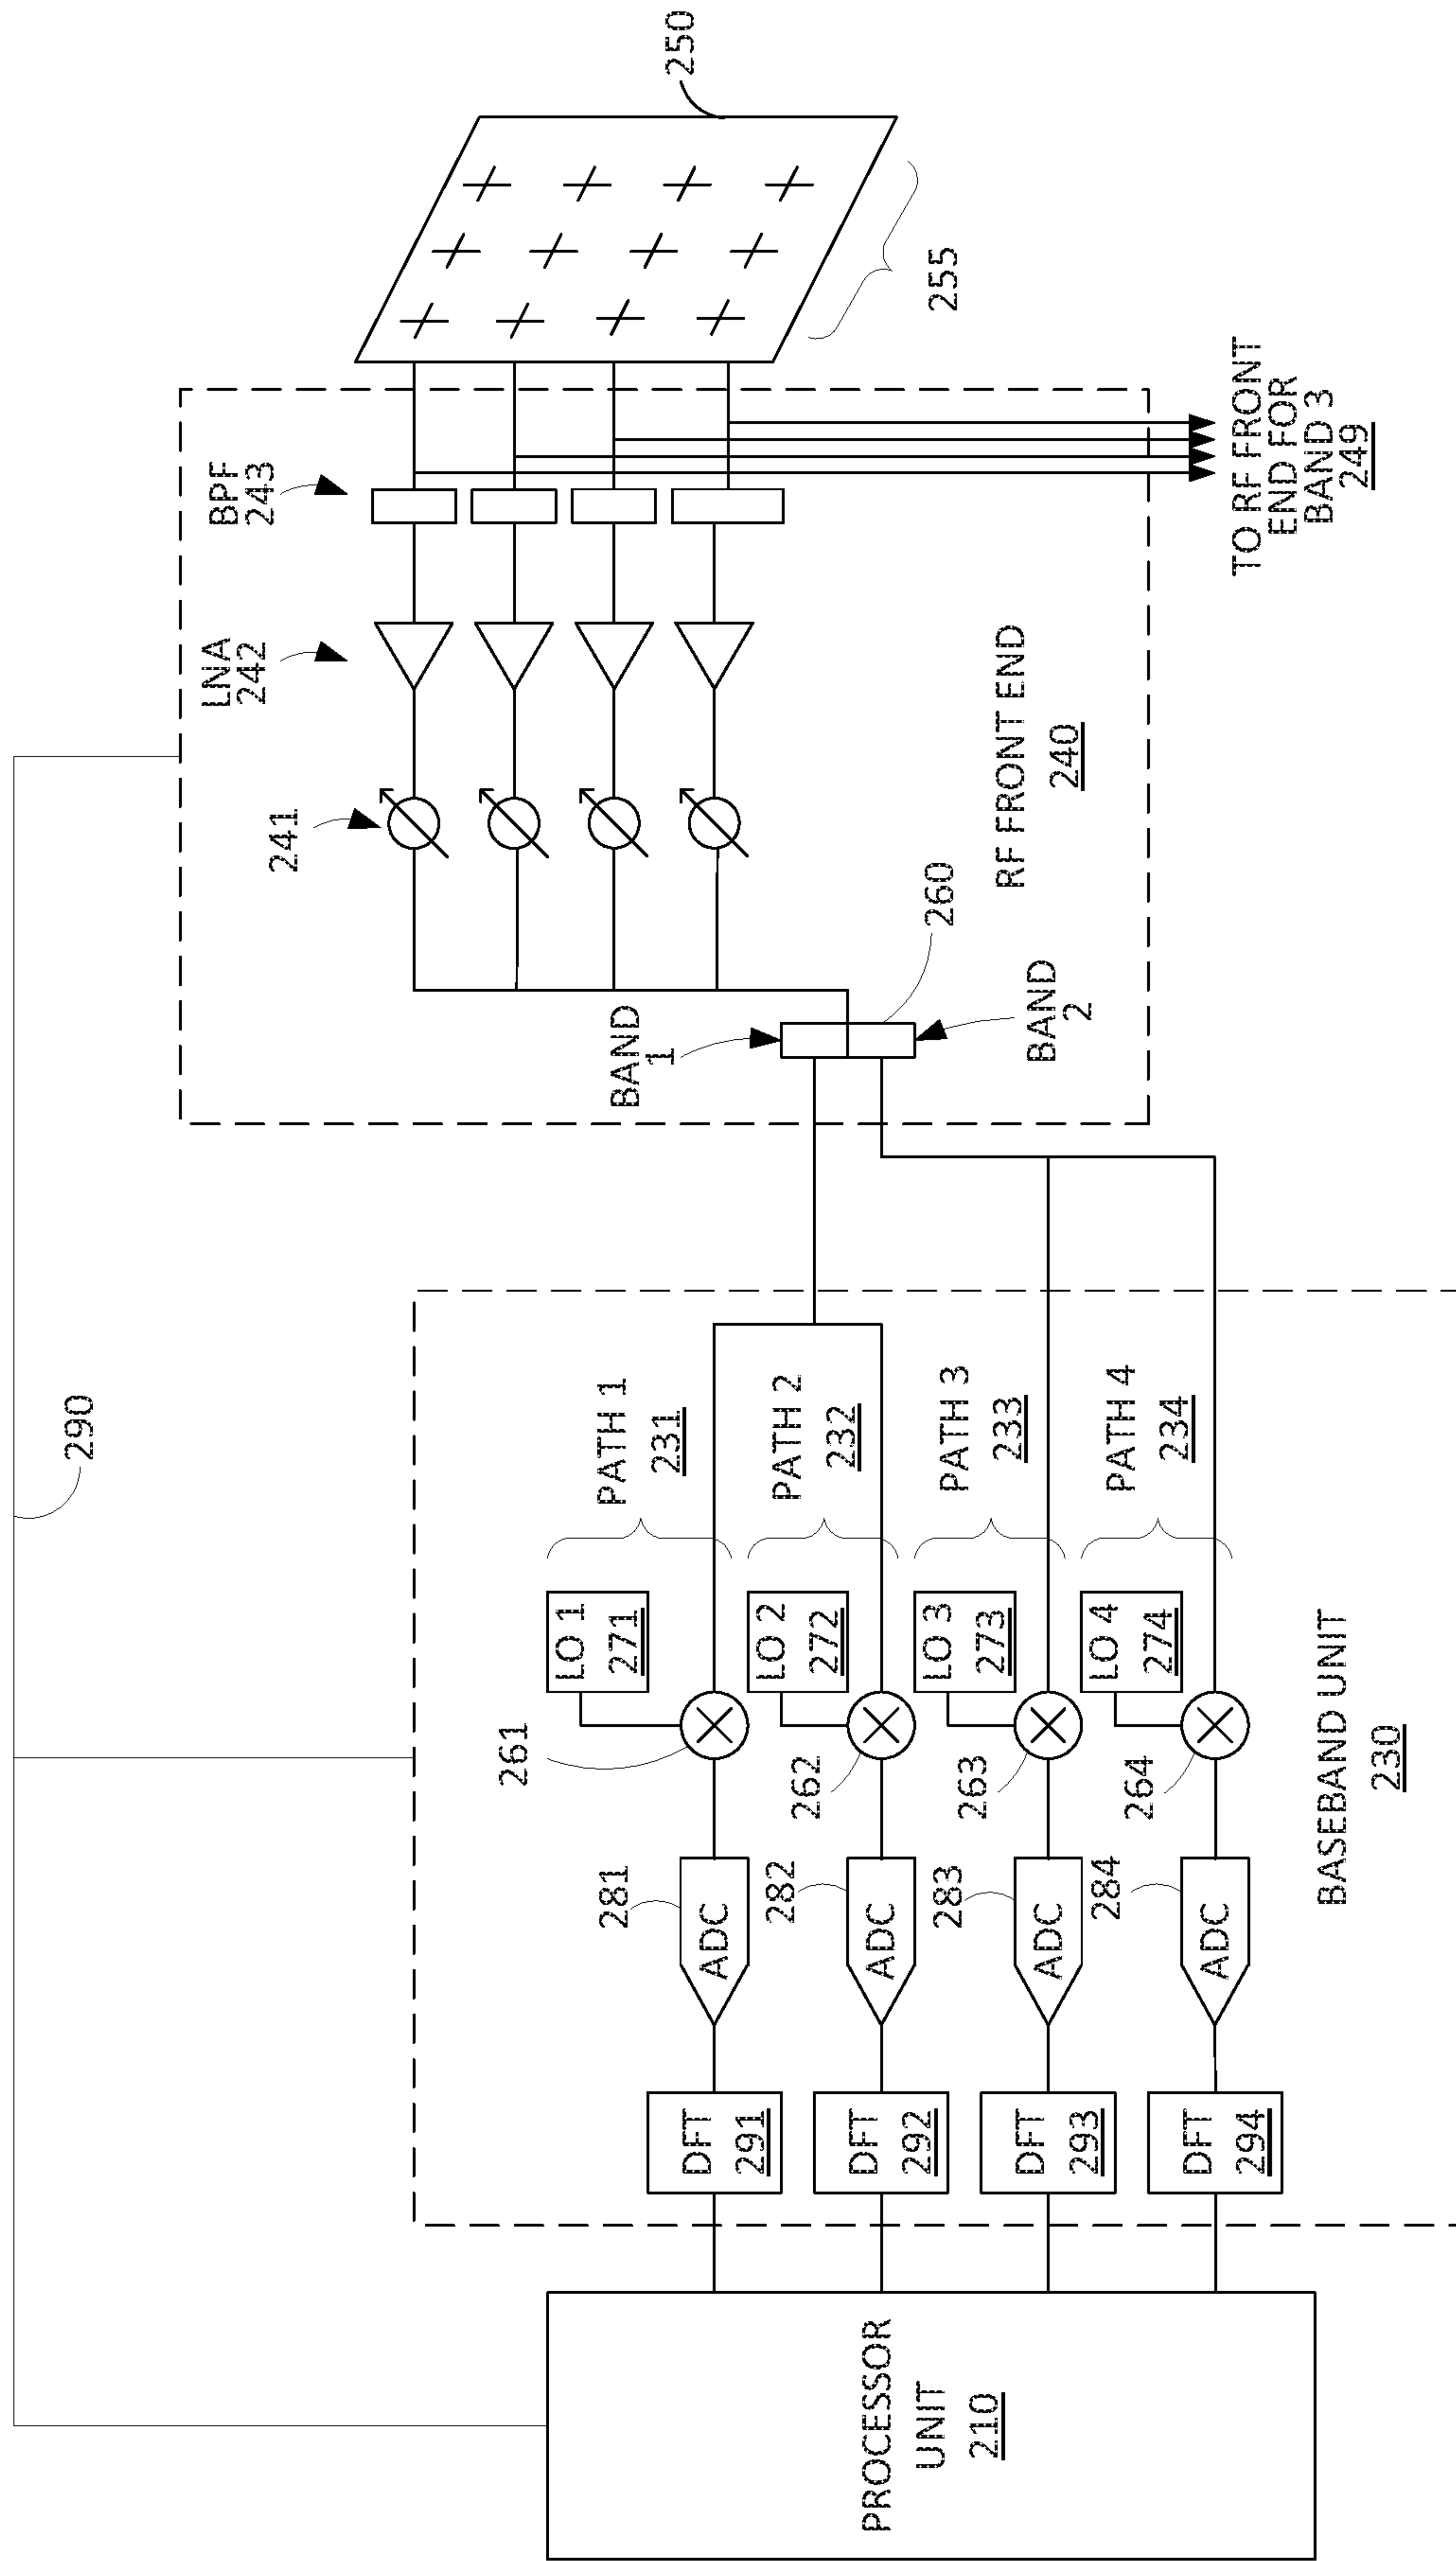 290
PROCESSOR
UNIT
210
DFT
291
DFT
292
DFT
293
DFT
294
281
ADC
282
ADC
283
ADC
284
ADC
261
262
263
264
LO 1
271
LO 2
272
LO 3
273
LO 4
274
PATH 1
231
PATH 2
232
PATH 3
233
PATH 4
234
BASEBAND UNIT
230
BAND
1
BAND
2
260
241
LNA
242
BPF
243
RF FRONT END
240
TO RF FRONT
END FOR
BAND 3
249
250
255